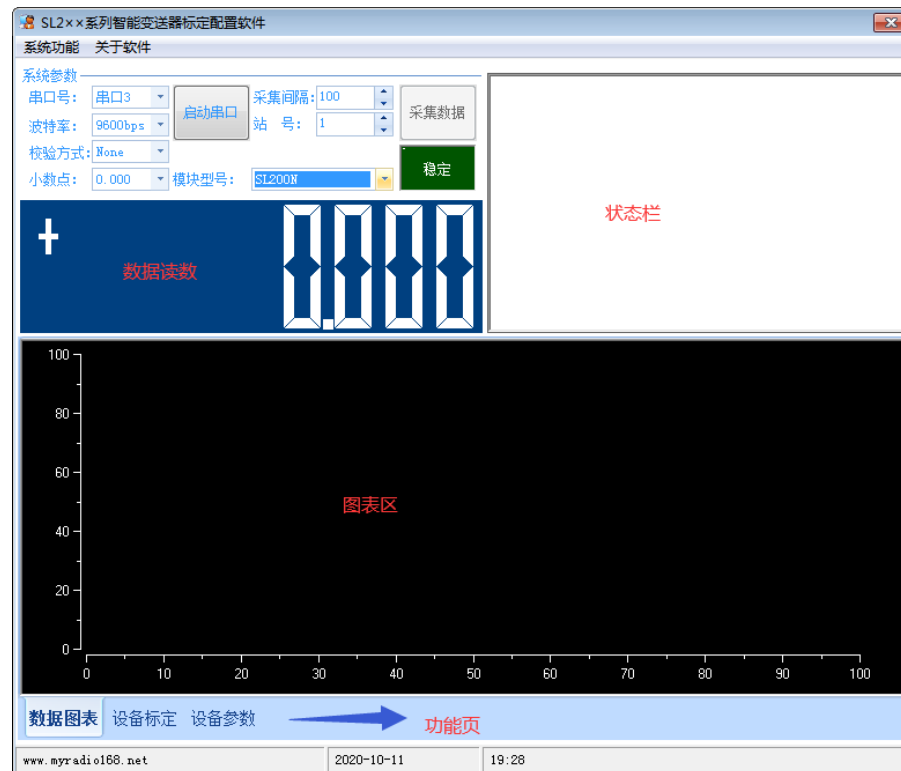 SL2××系列智能变送器标定配置软件
系统功能 关于软件
系统参数
串口号: 串口3 启动串口 采集间隔: 100 采集数据
波特率: 9600bps 站 号: 1
校验方式: None 稳定
小数点: 0.000 模块型号: SL200N
+ 0.000
数据读数
状态栏
100
80
60
40
20
0
0 10 20 30 40 50 60 70 80 90 100
图表区
数据图表 设备标定 设备参数 功能页
www.myradio168.net 2020-10-11 19:28